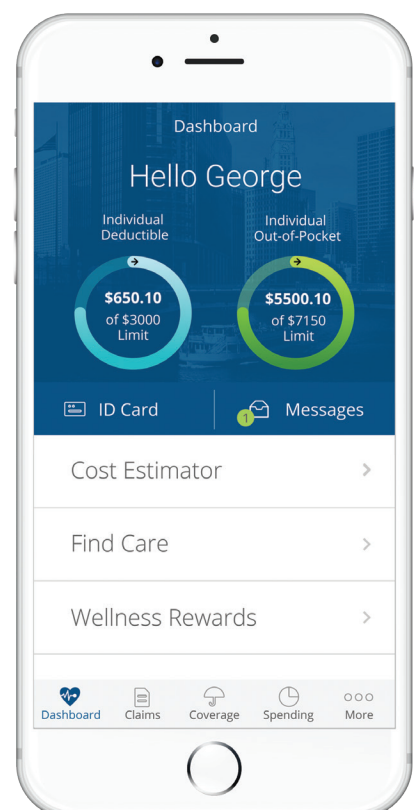 Dashboard
Hello George
Individual
Deductible
Individual
Out-of-Pocket
$650.10
of $3000
Limit
$5500.10
of $7150
Limit
ID Card
1
Messages
Cost Estimator
Find Care
Wellness Rewards
Dashboard
Claims
Coverage
Spending
More